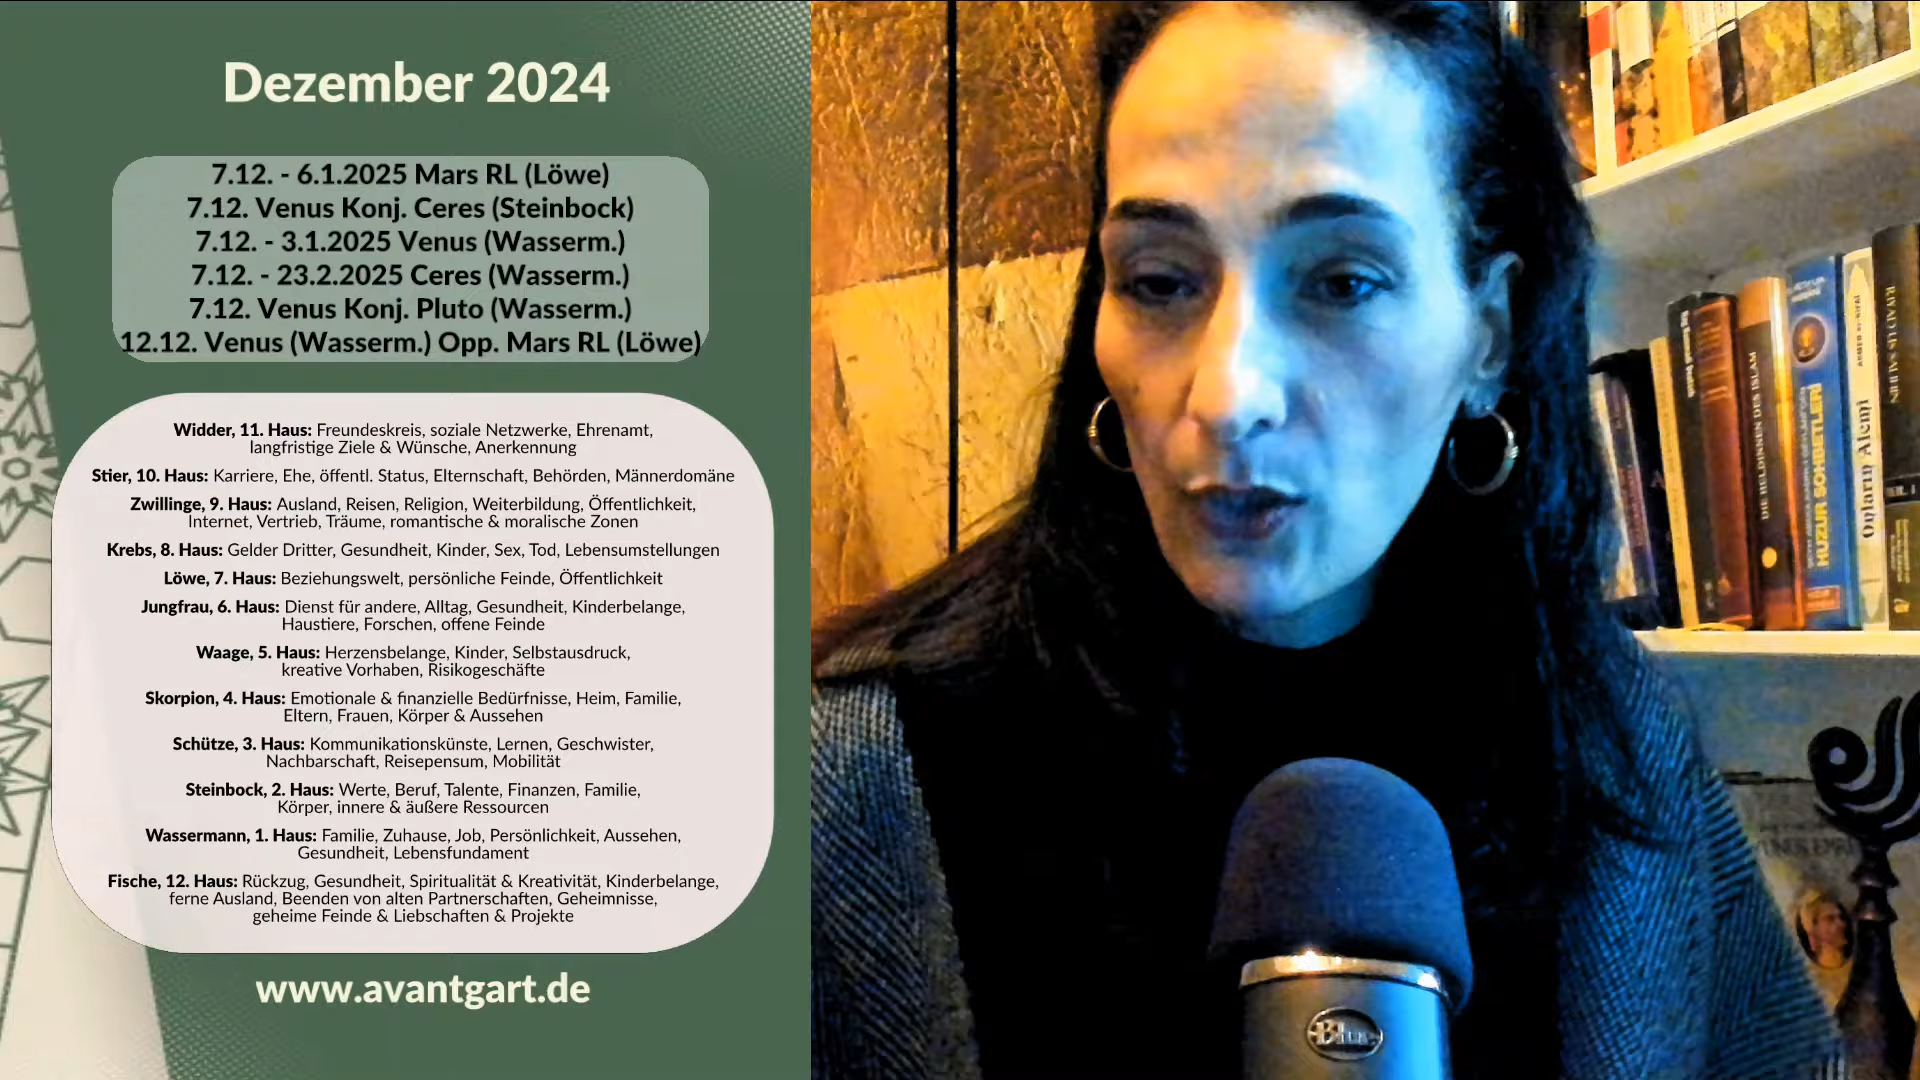 Dezember 2024
7.12. - 6.1.2025 Mars RL (Löwe)
7.12. Venus Konj. Ceres (Steinbock)
7.12. - 3.1.2025 Venus (Wasserm.)
7.12. - 23.2.2025 Ceres (Wasserm.)
7.12. Venus Konj. Pluto (Wasserm.)
12.12. Venus (Wasserm.) Opp. Mars RL (Löwe)
Widder, 11. Haus: Freundeskreis, soziale Netzwerke, Ehrenamt,
langfristige Ziele & Wünsche, Anerkennung
Stier, 10. Haus: Karriere, Ehe, öffentl. Status, Elternschaft, Behörden, Männerdomäne
Zwillinge, 9. Haus: Ausland, Reisen, Religion, Weiterbildung, Öffentlichkeit,
Internet, Vertrieb, Träume, romantische & moralische Zonen
Krebs, 8. Haus: Gelder Dritter, Gesundheit, Kinder, Sex, Tod, Lebensumstellungen
Löwe, 7. Haus: Beziehungswelt, persönliche Feinde, Öffentlichkeit
Jungfrau, 6. Haus: Dienst für andere, Alltag, Gesundheit, Kinderbelange,
Haustiere, Forschen, offene Feinde
Waage, 5. Haus: Herzensbelange, Kinder, Selbstausdruck,
kreative Vorhaben, Risikogeschäfte
Skorpion, 4. Haus: Emotionale & finanzielle Bedürfnisse, Heim, Familie,
Eltern, Frauen, Körper & Aussehen
Schütze, 3. Haus: Kommunikationskünste, Lernen, Geschwister,
Nachbarschaft, Reisepensum, Mobilität
Steinbock, 2. Haus: Werte, Beruf, Talente, Finanzen, Familie,
Körper, innere & äußere Ressourcen
Wassermann, 1. Haus: Familie, Zuhause, Job, Persönlichkeit, Aussehen,
Gesundheit, Lebensfundament
Fische, 12. Haus: Rückzug, Gesundheit, Spiritualität & Kreativität, Kinderbelange,
ferne Ausland, Beenden von alten Partnerschaften, Geheimnisse,
geheime Feinde & Liebschaften & Projekte
www.avantgart.de
DIE HELDINNEN DES ISLAM
HUZUR SOHBETLERİ
Onların Alemi
Blue